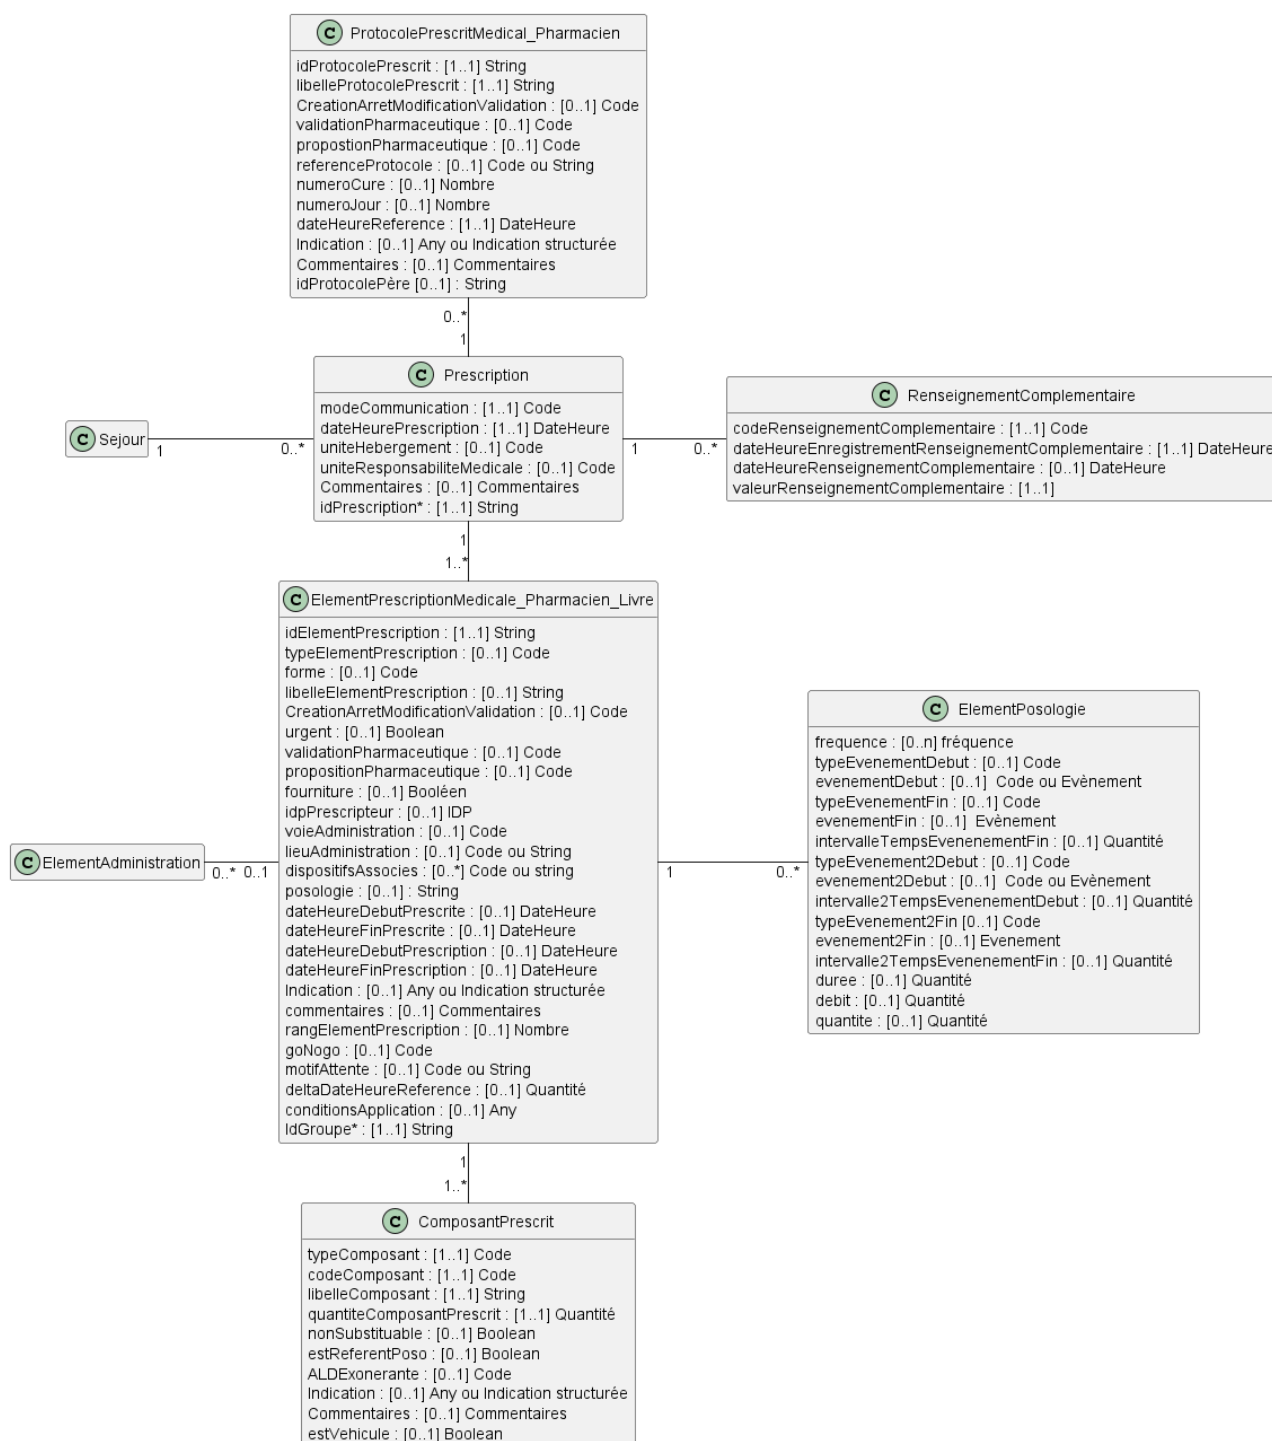 C ProtocolePrescritMedical_Pharmacien
idProtocolePrescrit : [1..1] String
libelleProtocolePrescrit : [1..1] String
CreationArretModificationValidation : [0..1] Code
validationPharmaceutique : [0..1] Code
propostionPharmaceutique : [0..1] Code
referenceProtocole : [0..1] Code ou String
numeroCure : [0..1] Nombre
numeroJour : [0..1] Nombre
dateHeureReference : [1..1] DateHeure
Indication : [0..1] Any ou Indication structurée
Commentaires : [0..1] Commentaires
idProtocolePère [0..1] : String
0..*
1
C Prescription
modeCommunication : [1..1] Code
dateHeurePrescription : [1..1] DateHeure
uniteHebergement : [0..1] Code
uniteResponsabiliteMedicale : [0..1] Code
Commentaires : [0..1] Commentaires
idPrescription* : [1..1] String
C Sejour
1
0..*
1
0..*
C RenseignementComplementaire
codeRenseignementComplementaire : [1..1] Code
dateHeureEnregistrementRenseignementComplementaire : [1..1] DateHeure
dateHeureRenseignementComplementaire : [0..1] DateHeure
valeurRenseignementComplementaire : [1..1]
1
1..*
C ElementPrescriptionMedicale_Pharmacien_Livre
idElementPrescription : [1..1] String
typeElementPrescription : [0..1] Code
forme : [0..1] Code
libelleElementPrescription : [0..1] String
CreationArretModificationValidation : [0..1] Code
urgent : [0..1] Boolean
validationPharmaceutique : [0..1] Code
propositionPharmaceutique : [0..1] Code
fourniture : [0..1] Booléen
idpPrescripteur : [0..1] IDP
voieAdministration : [0..1] Code
lieuAdministration : [0..1] Code ou String
dispositifsAssocies : [0..*] Code ou string
posologie : [0..1] : String
dateHeureDebutPrescrite : [0..1] DateHeure
dateHeureFinPrescrite : [0..1] DateHeure
dateHeureDebutPrescription : [0..1] DateHeure
dateHeureFinPrescription : [0..1] DateHeure
Indication : [0..1] Any ou Indication structurée
commentaires : [0..1] Commentaires
rangElementPrescription : [0..1] Nombre
goNogo : [0..1] Code
motifAttente : [0..1] Code ou String
deltaDateHeureReference : [0..1] Quantité
conditionsApplication : [0..1] Any
IdGroupe* : [1..1] String
C ElementAdministration
0..*
0..1
1
0..*
C ElementPosologie
frequence : [0..n] fréquence
typeEvenementDebut : [0..1] Code
evenementDebut : [0..1] Code ou Evènement
typeEvenementFin : [0..1] Code
evenementFin : [0..1] Evènement
intervalleTempsEvenenementFin : [0..1] Quantité
typeEvenement2Debut : [0..1] Code
evenement2Debut : [0..1] Code ou Evènement
intervalle2TempsEvenenementDebut : [0..1] Quantité
typeEvenement2Fin [0..1] Code
evenement2Fin : [0..1] Evenement
intervalle2TempsEvenenementFin : [0..1] Quantité
duree : [0..1] Quantité
debit : [0..1] Quantité
quantite : [0..1] Quantité
1
1..*
C ComposantPrescrit
typeComposant : [1..1] Code
codeComposant : [1..1] Code
libelleComposant : [1..1] String
quantiteComposantPrescrit : [1..1] Quantité
nonSubstituable : [0..1] Boolean
estReferentPoso : [0..1] Boolean
ALDExonerante : [0..1] Code
Indication : [0..1] Any ou Indication structurée
Commentaires : [0..1] Commentaires
estVehicule : [0..1] Boolean